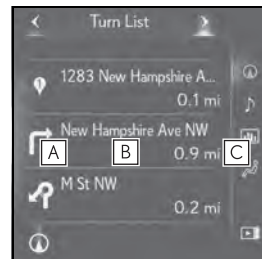 Turn List
1
1283 New Hampshire A...
0.1 mi
New Hampshire Ave NW
A B C
0.9 mi
M St NW
0.2 mi